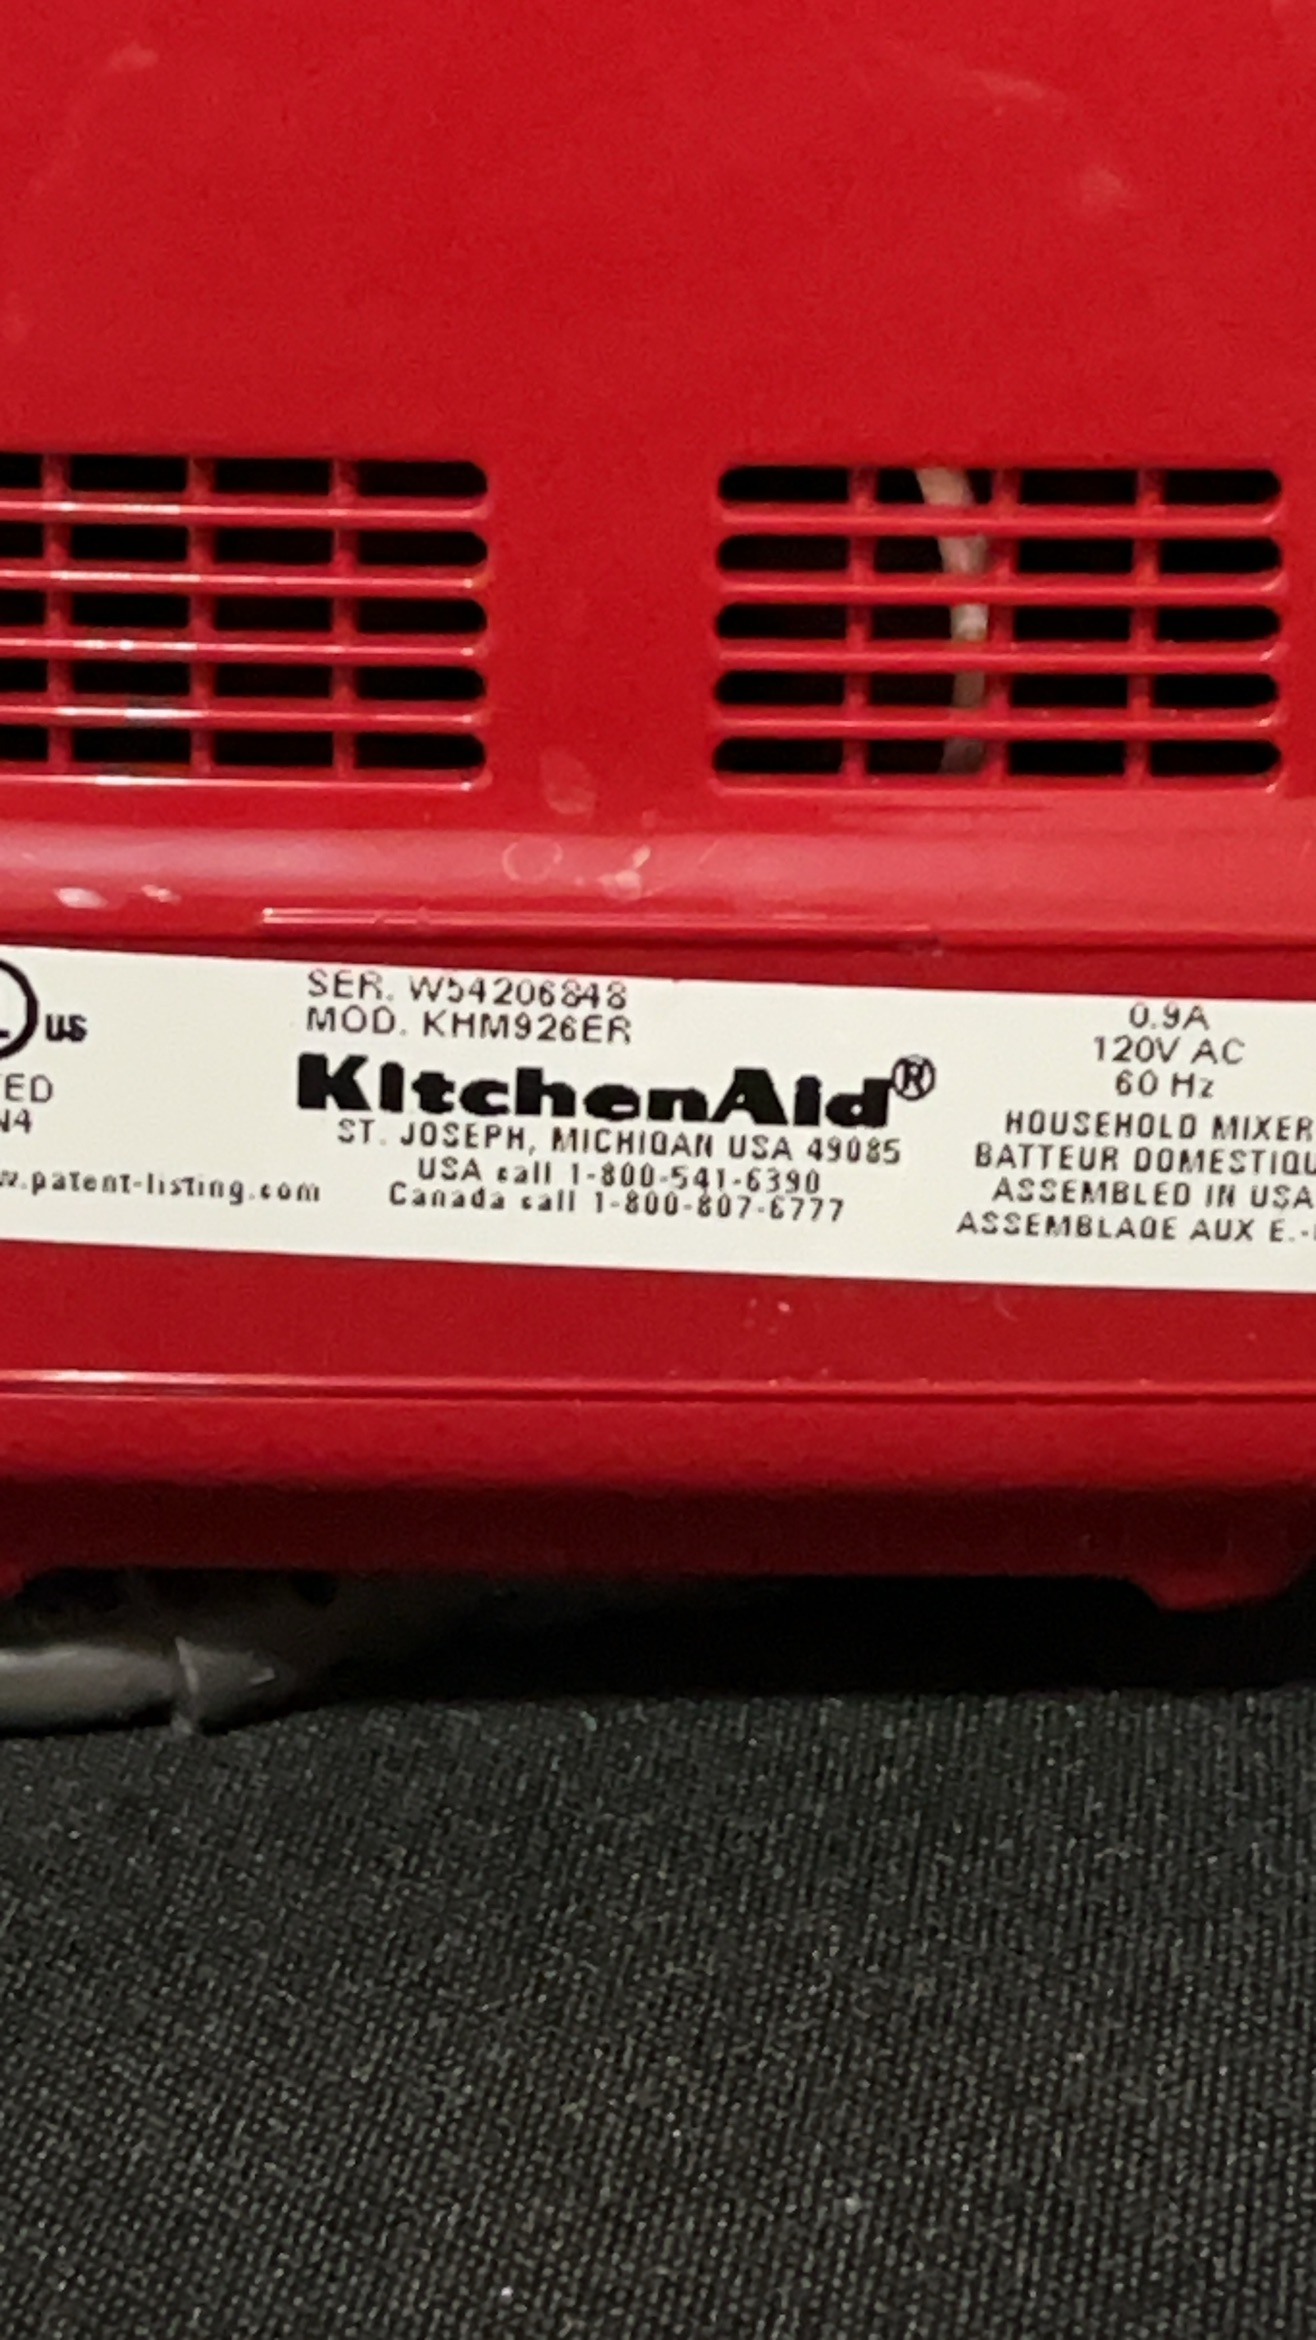 US
SER. W54206848
MOD. KHM926ER
KitchenAid®
ST. JOSEPH, MICHIGAN USA 49085
USA call 1-800-541-6390
Canada call 1-800-807-6777
.patent-listing.com
0.9A
120V AC
60 Hz
HOUSEHOLD MIXER
BATTEUR DOMESTIQU
ASSEMBLED IN USA
ASSEMBLAGE AUX E.-